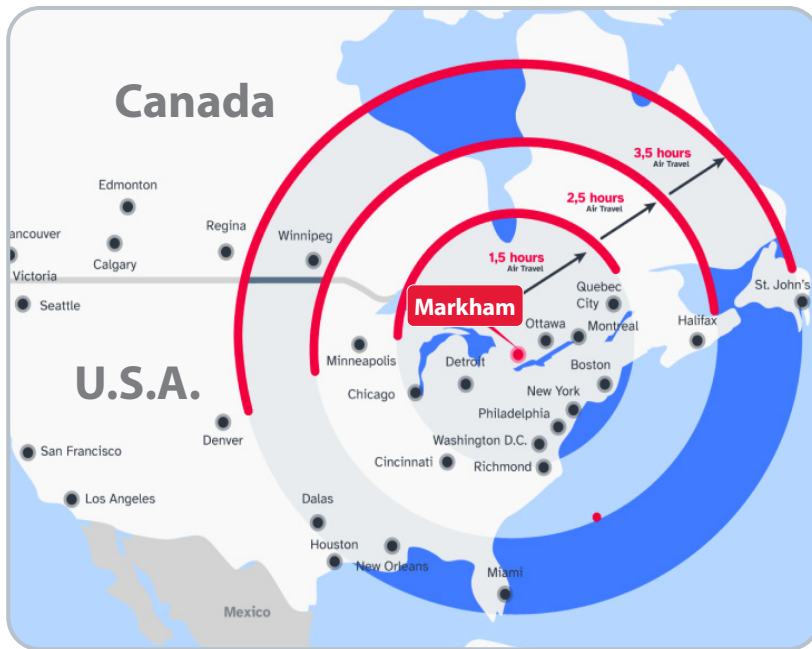 Canada
3,5 hours
Air Travel
Edmonton
2,5 hours
Air Travel
ancouver
Regina
Winnipeg
1,5 hours
Air Travel
Calgary
Victoria
Quebec
City
St. John's
Seattle
Markham
Ottawa
Montreal
Halifax
Minneapolis
Detroit
Boston
U.S.A.
Chicago
New York
Philadelphia
Denver
Washington D.C.
San Francisco
Cincinnati
Richmond
Los Angeles
Dalas
Houston
New Orleans
Miami
Mexico